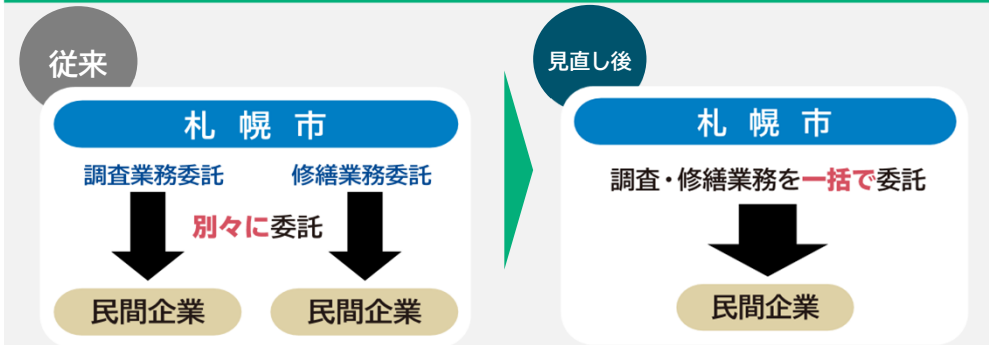 従来
札幌市
調査業務委託
修繕業務委託
別々に委託
民間企業
民間企業
見直し後
札幌市
調査・修繕業務を一括で委託
民間企業